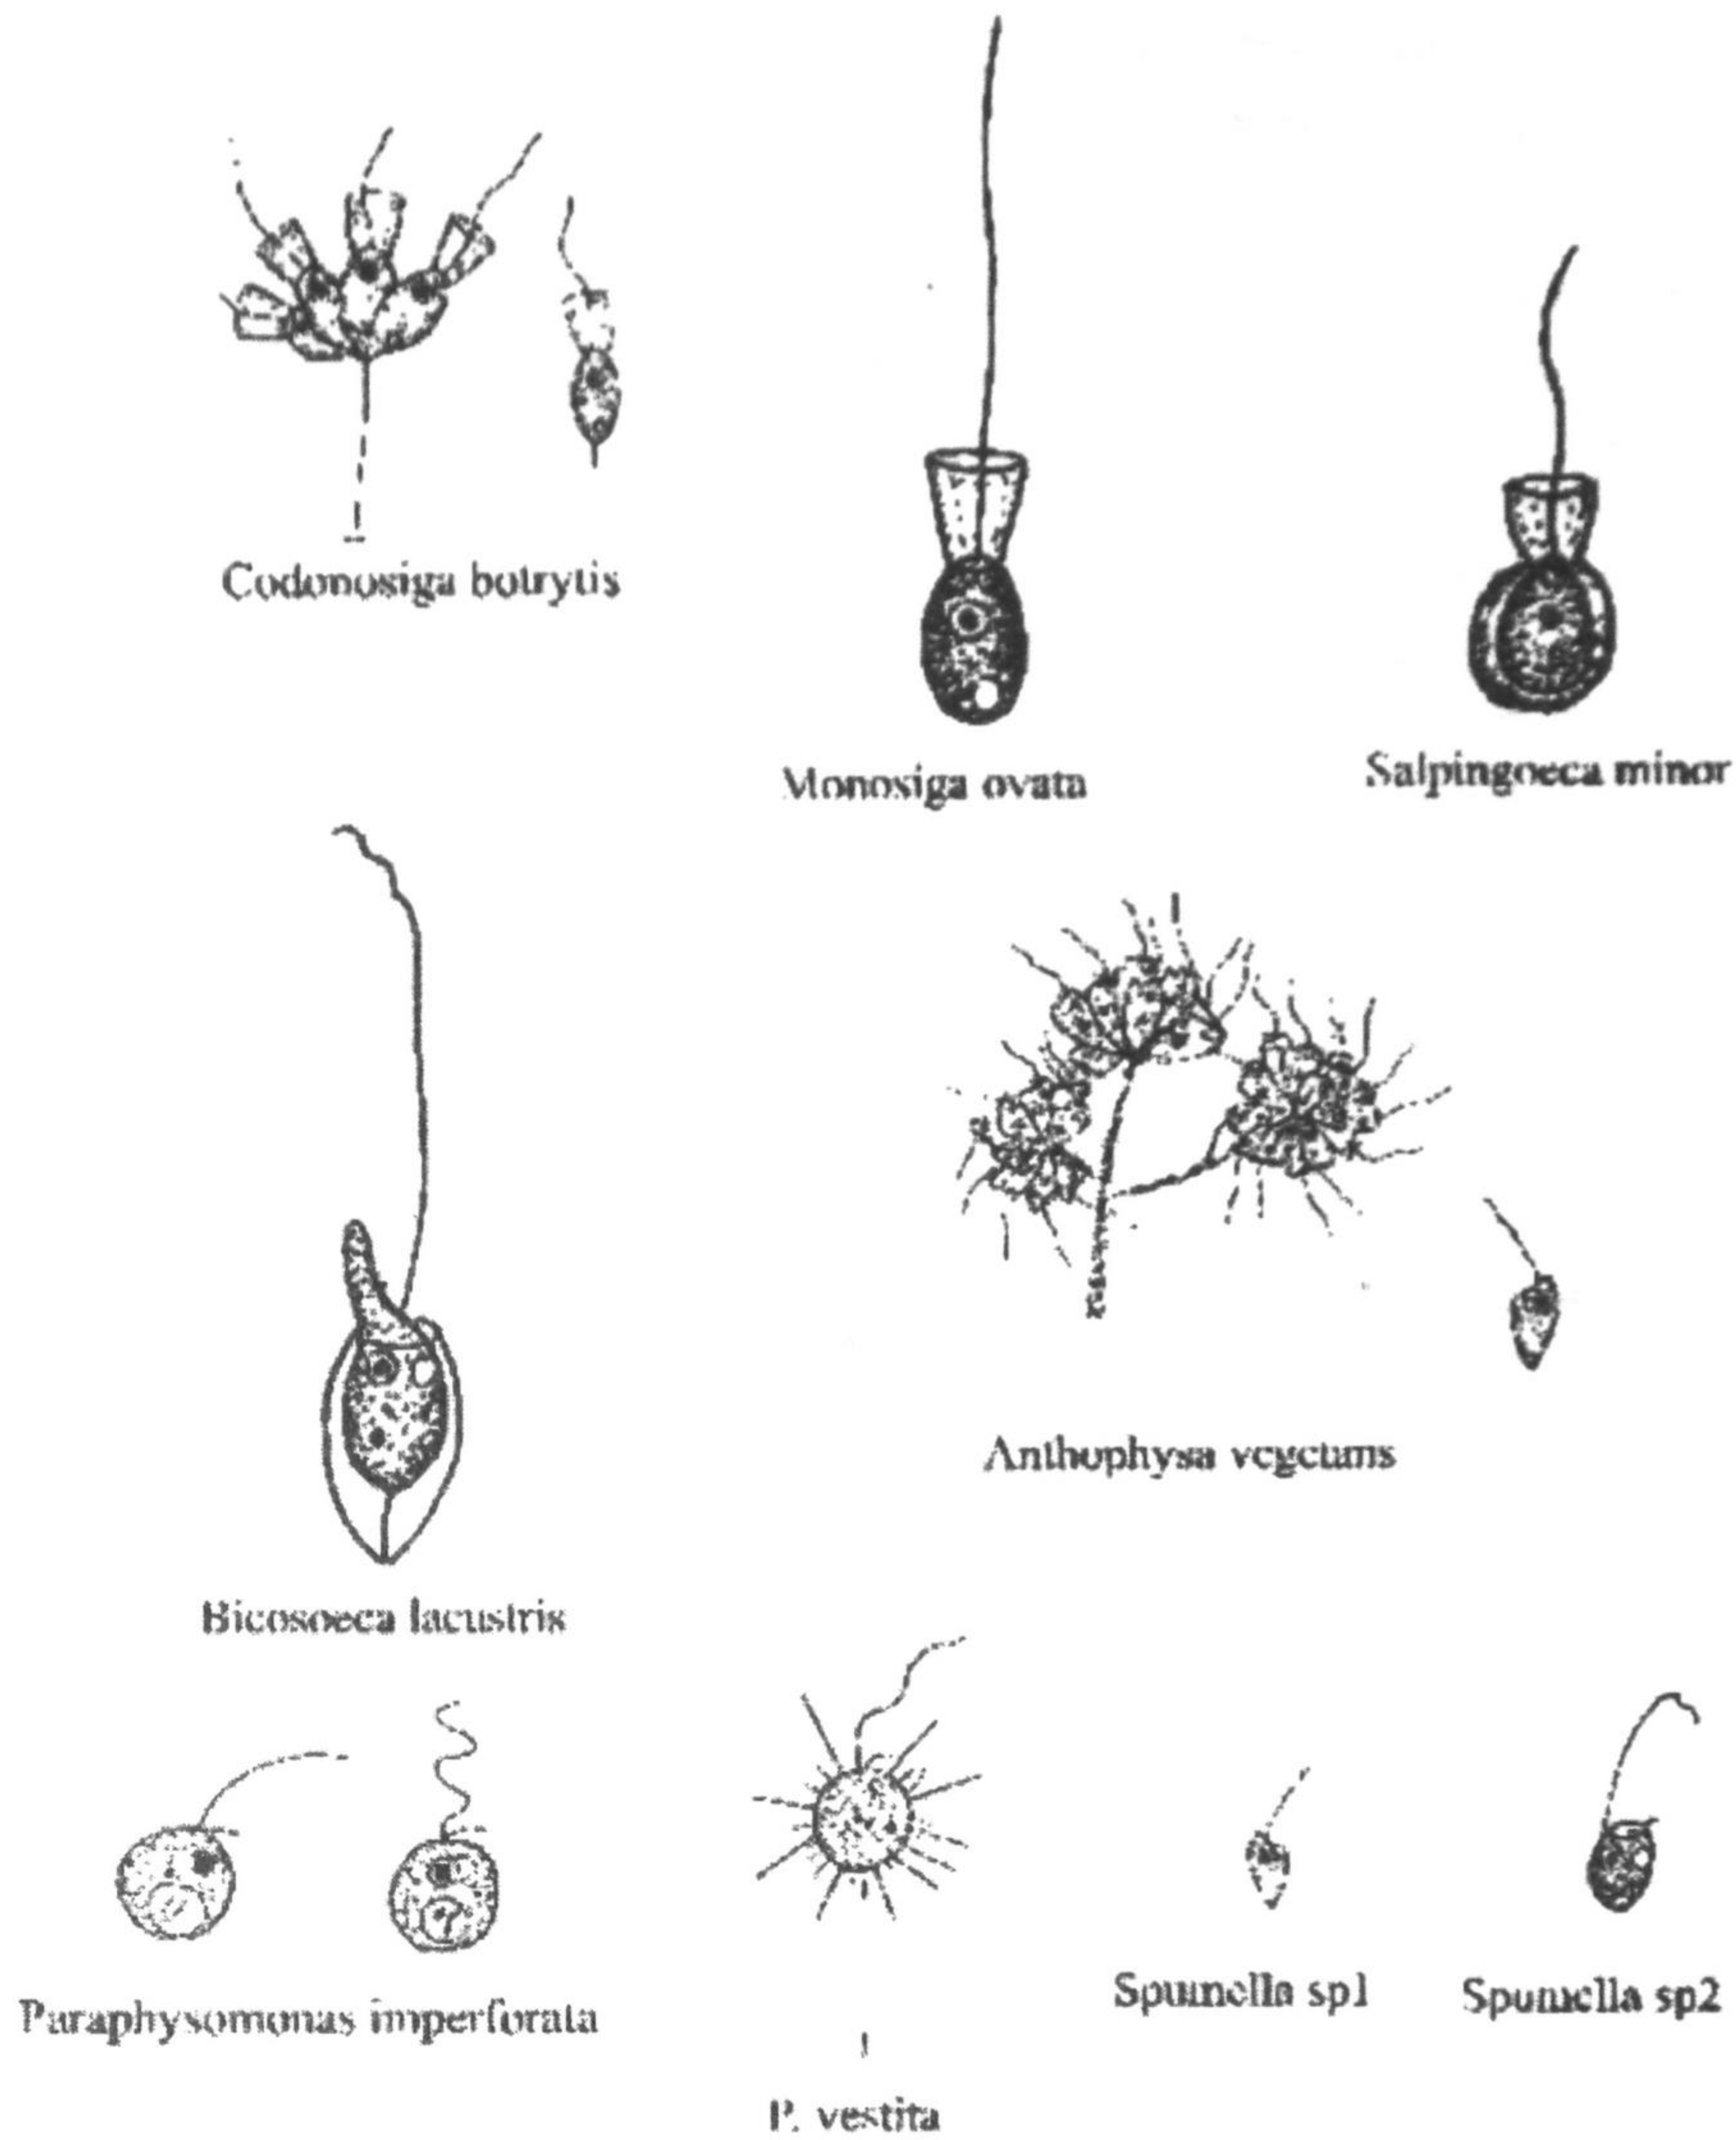 Codonosiga botrytis
Monosiga ovata
Salpingoeca minor
Anthophysa vegetans
Bicosoeca lacustris
Paraphysomonas imperforata
P. vestita
Spumella sp1
Spumella sp2